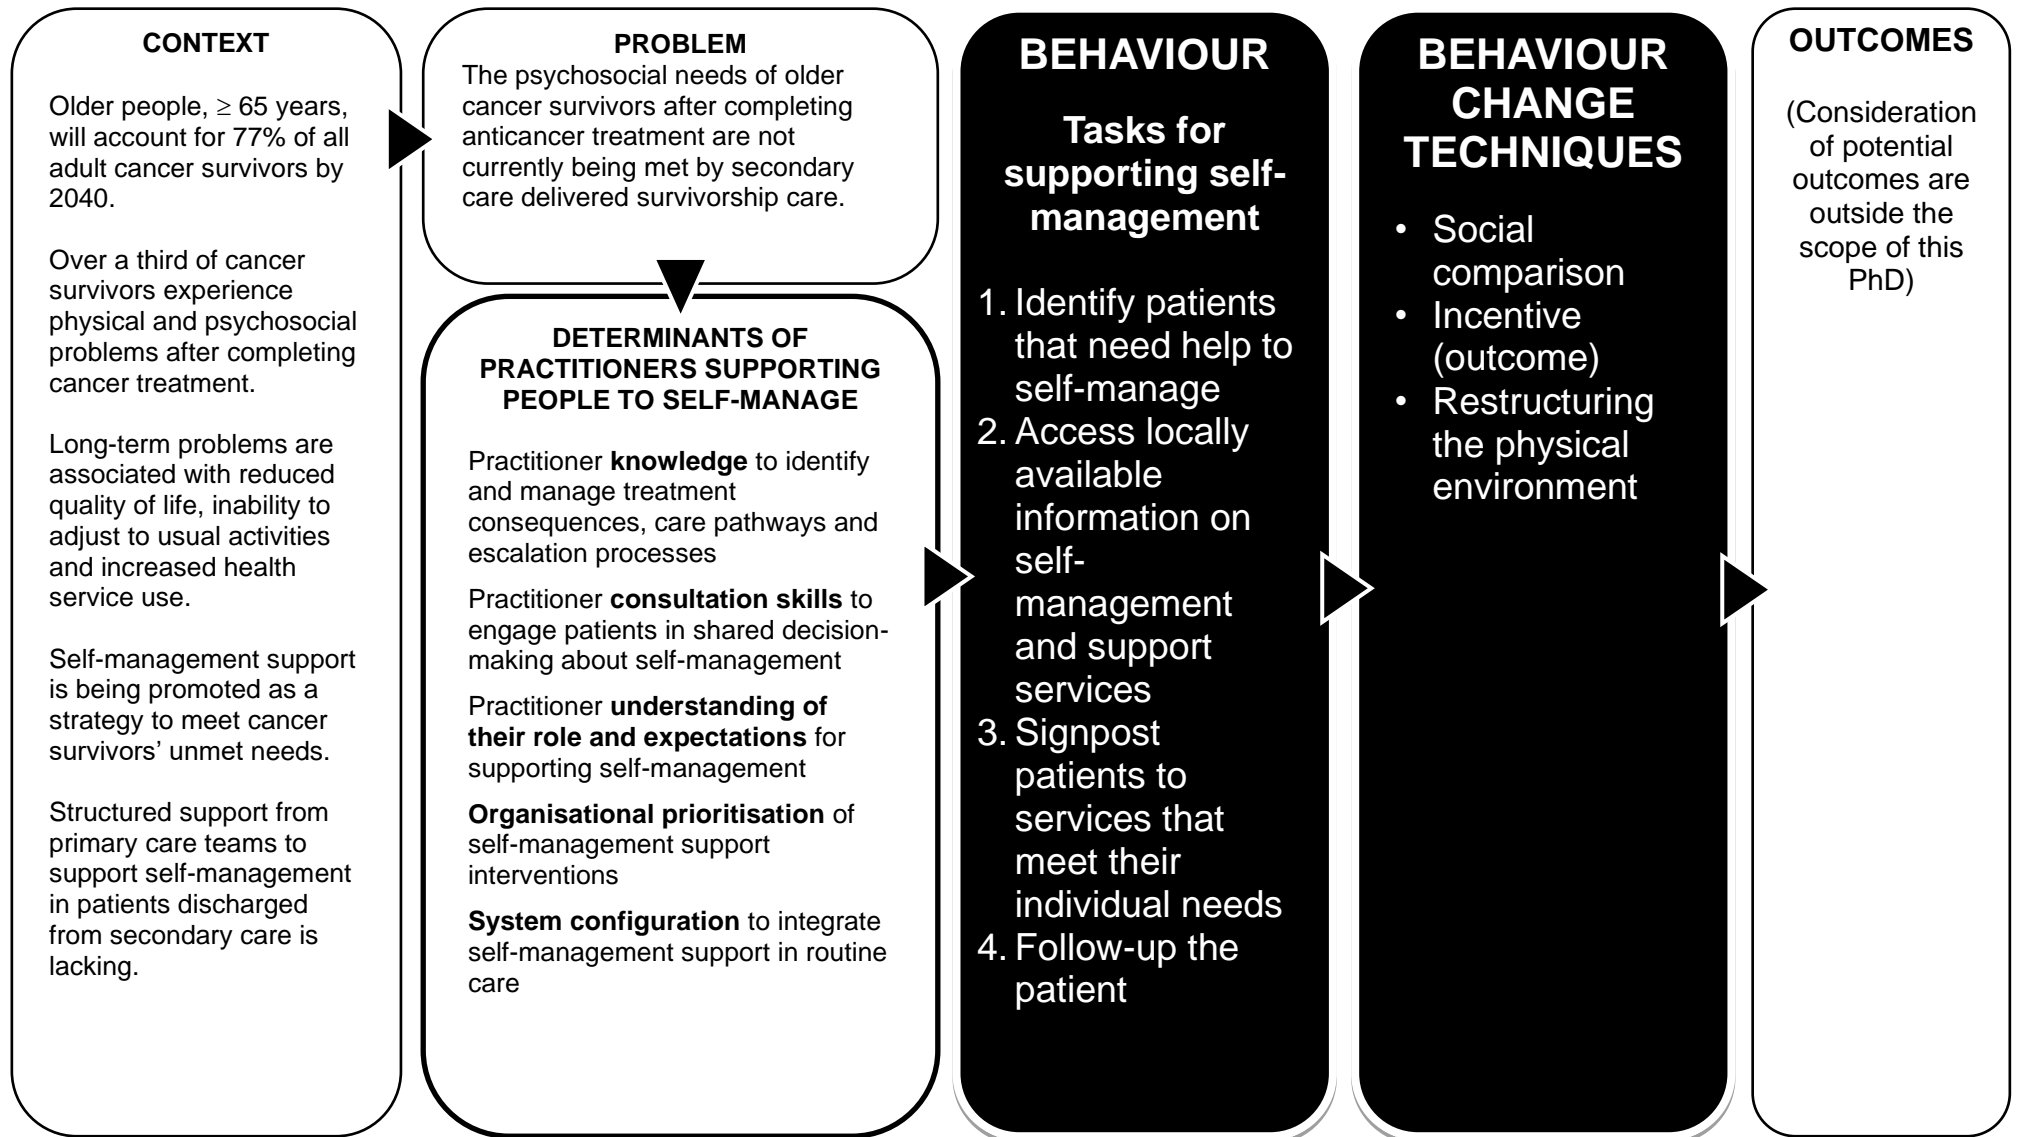 CONTEXT
Older people, ≥ 65 years,
will account for 77% of all
adult cancer survivors by
2040.
Over a third of cancer
survivors experience
physical and psychosocial
problems after completing
cancer treatment.
Long-term problems are
associated with reduced
quality of life, inability to
adjust to usual activities
and increased health
service use.
Self-management support
is being promoted as a
strategy to meet cancer
survivors’ unmet needs.
Structured support from
primary care teams to
support self-management
in patients discharged
from secondary care is
lacking.
PROBLEM
The psychosocial needs of older
cancer survivors after completing
anticancer treatment are not
currently being met by secondary
care delivered survivorship care.
DETERMINANTS OF
PRACTITIONERS SUPPORTING
PEOPLE TO SELF-MANAGE
Practitioner knowledge to identify
and manage treatment
consequences, care pathways and
escalation processes
Practitioner consultation skills to
engage patients in shared decision-
making about self-management
Practitioner understanding of
their role and expectations for
supporting self-management
Organisational prioritisation of
self-management support
interventions
System configuration to integrate
self-management support in routine
care
BEHAVIOUR
Tasks for
supporting self-
management
1. Identify patients
that need help to
self-manage
2. Access locally
available
information on
self-
management
and support
services
3. Signpost
patients to
services that
meet their
individual needs
4. Follow-up the
patient
BEHAVIOUR
CHANGE
TECHNIQUES
• Social
comparison
• Incentive
(outcome)
• Restructuring
the physical
environment
OUTCOMES
(Consideration
of potential
outcomes are
outside the
scope of this
PhD)